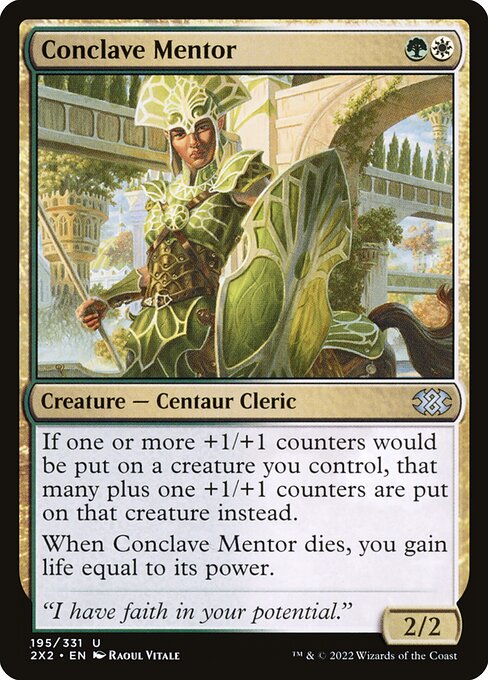 Conclave Mentor
Creature — Centaur Cleric
If one or more +1/+1 counters would
be put on a creature you control, that
many plus one +1/+1 counters are put
on that creature instead.
When Conclave Mentor dies, you gain
life equal to its power.
“I have faith in your potential.”
2/2
195/331 U
2X2 • EN Raoul Vitale
™ & © 2022 Wizards of the Coast